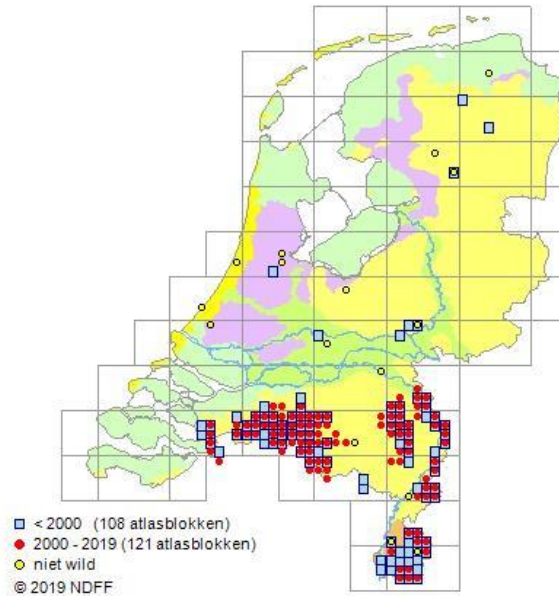 < 2000 (108 atlasblokken)
2000 - 2019 (121 atlasblokken)
niet wild
© 2019 NDFF